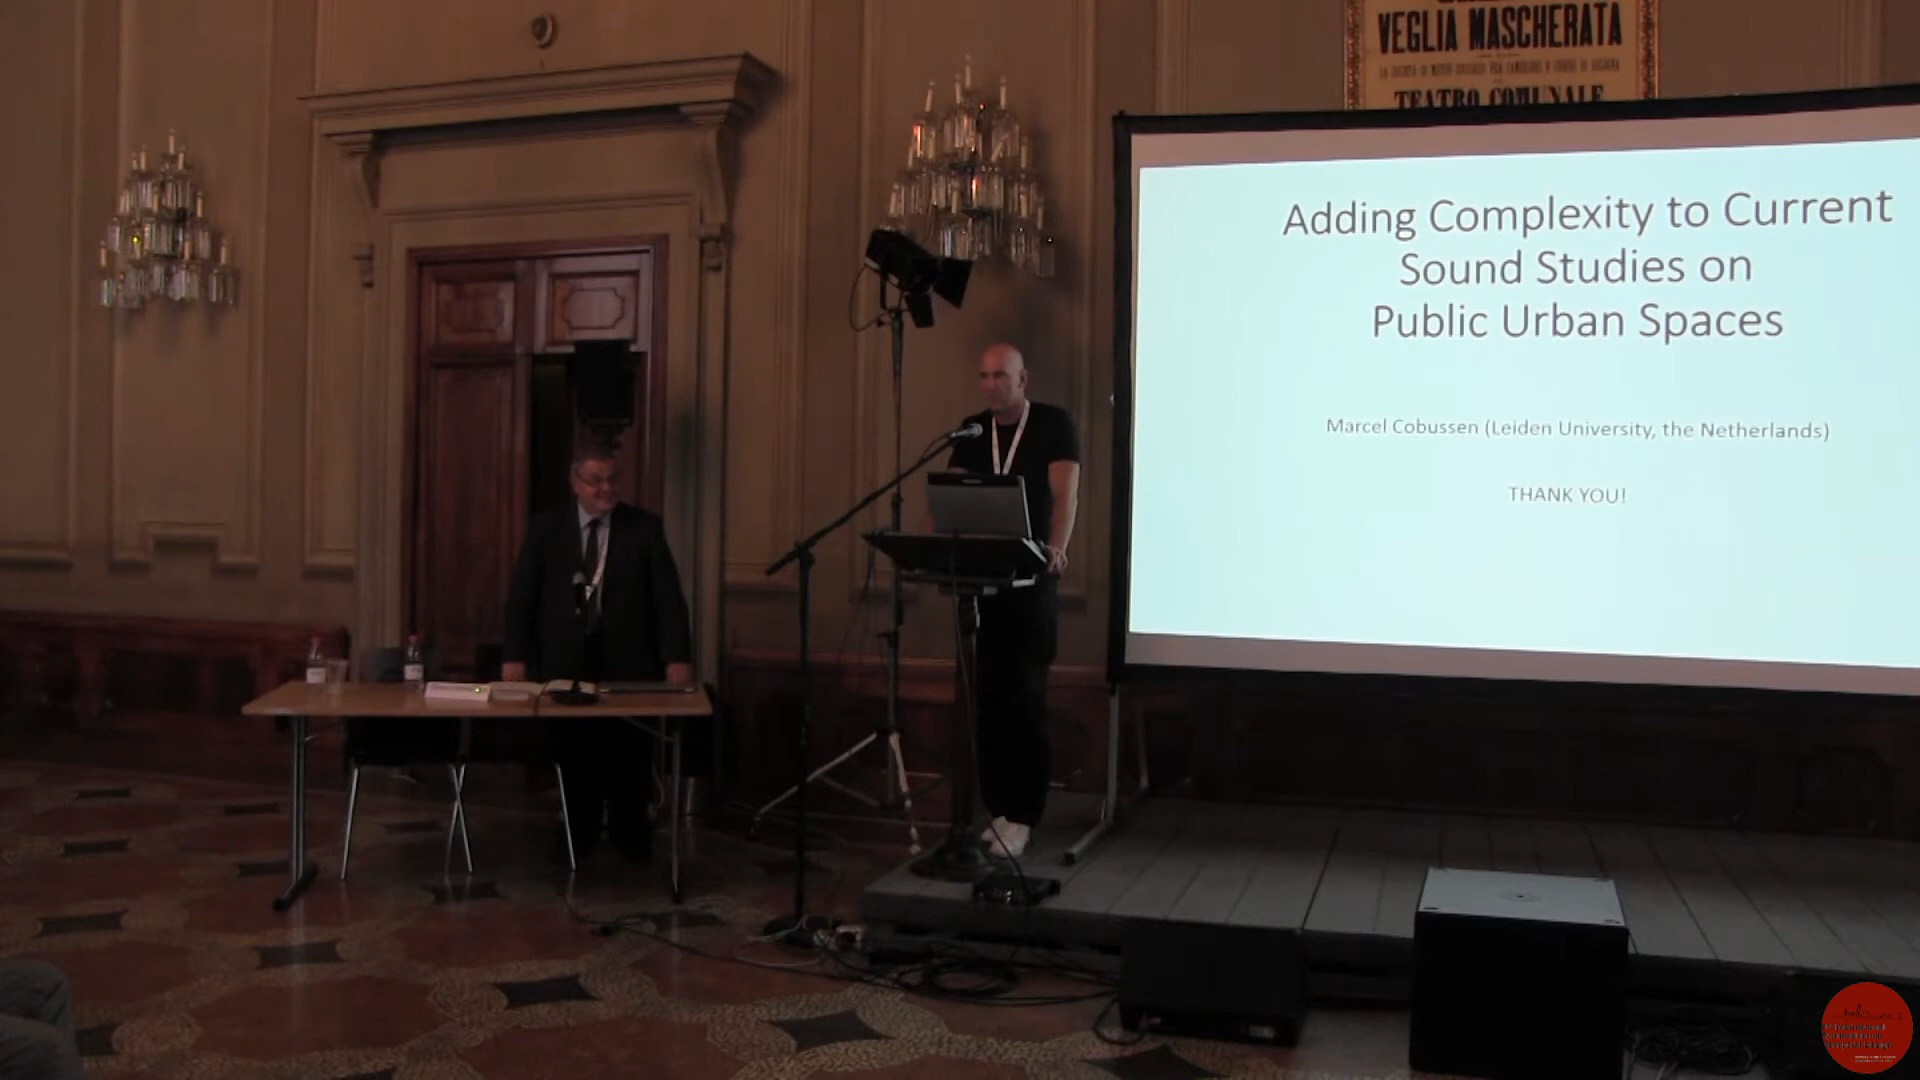 VEGLIA MASCHERATA
TEATRO COMUNALE
Adding Complexity to Current
Sound Studies on
Public Urban Spaces
Marcel Cobussen (Leiden University, the Netherlands)
THANK YOU!